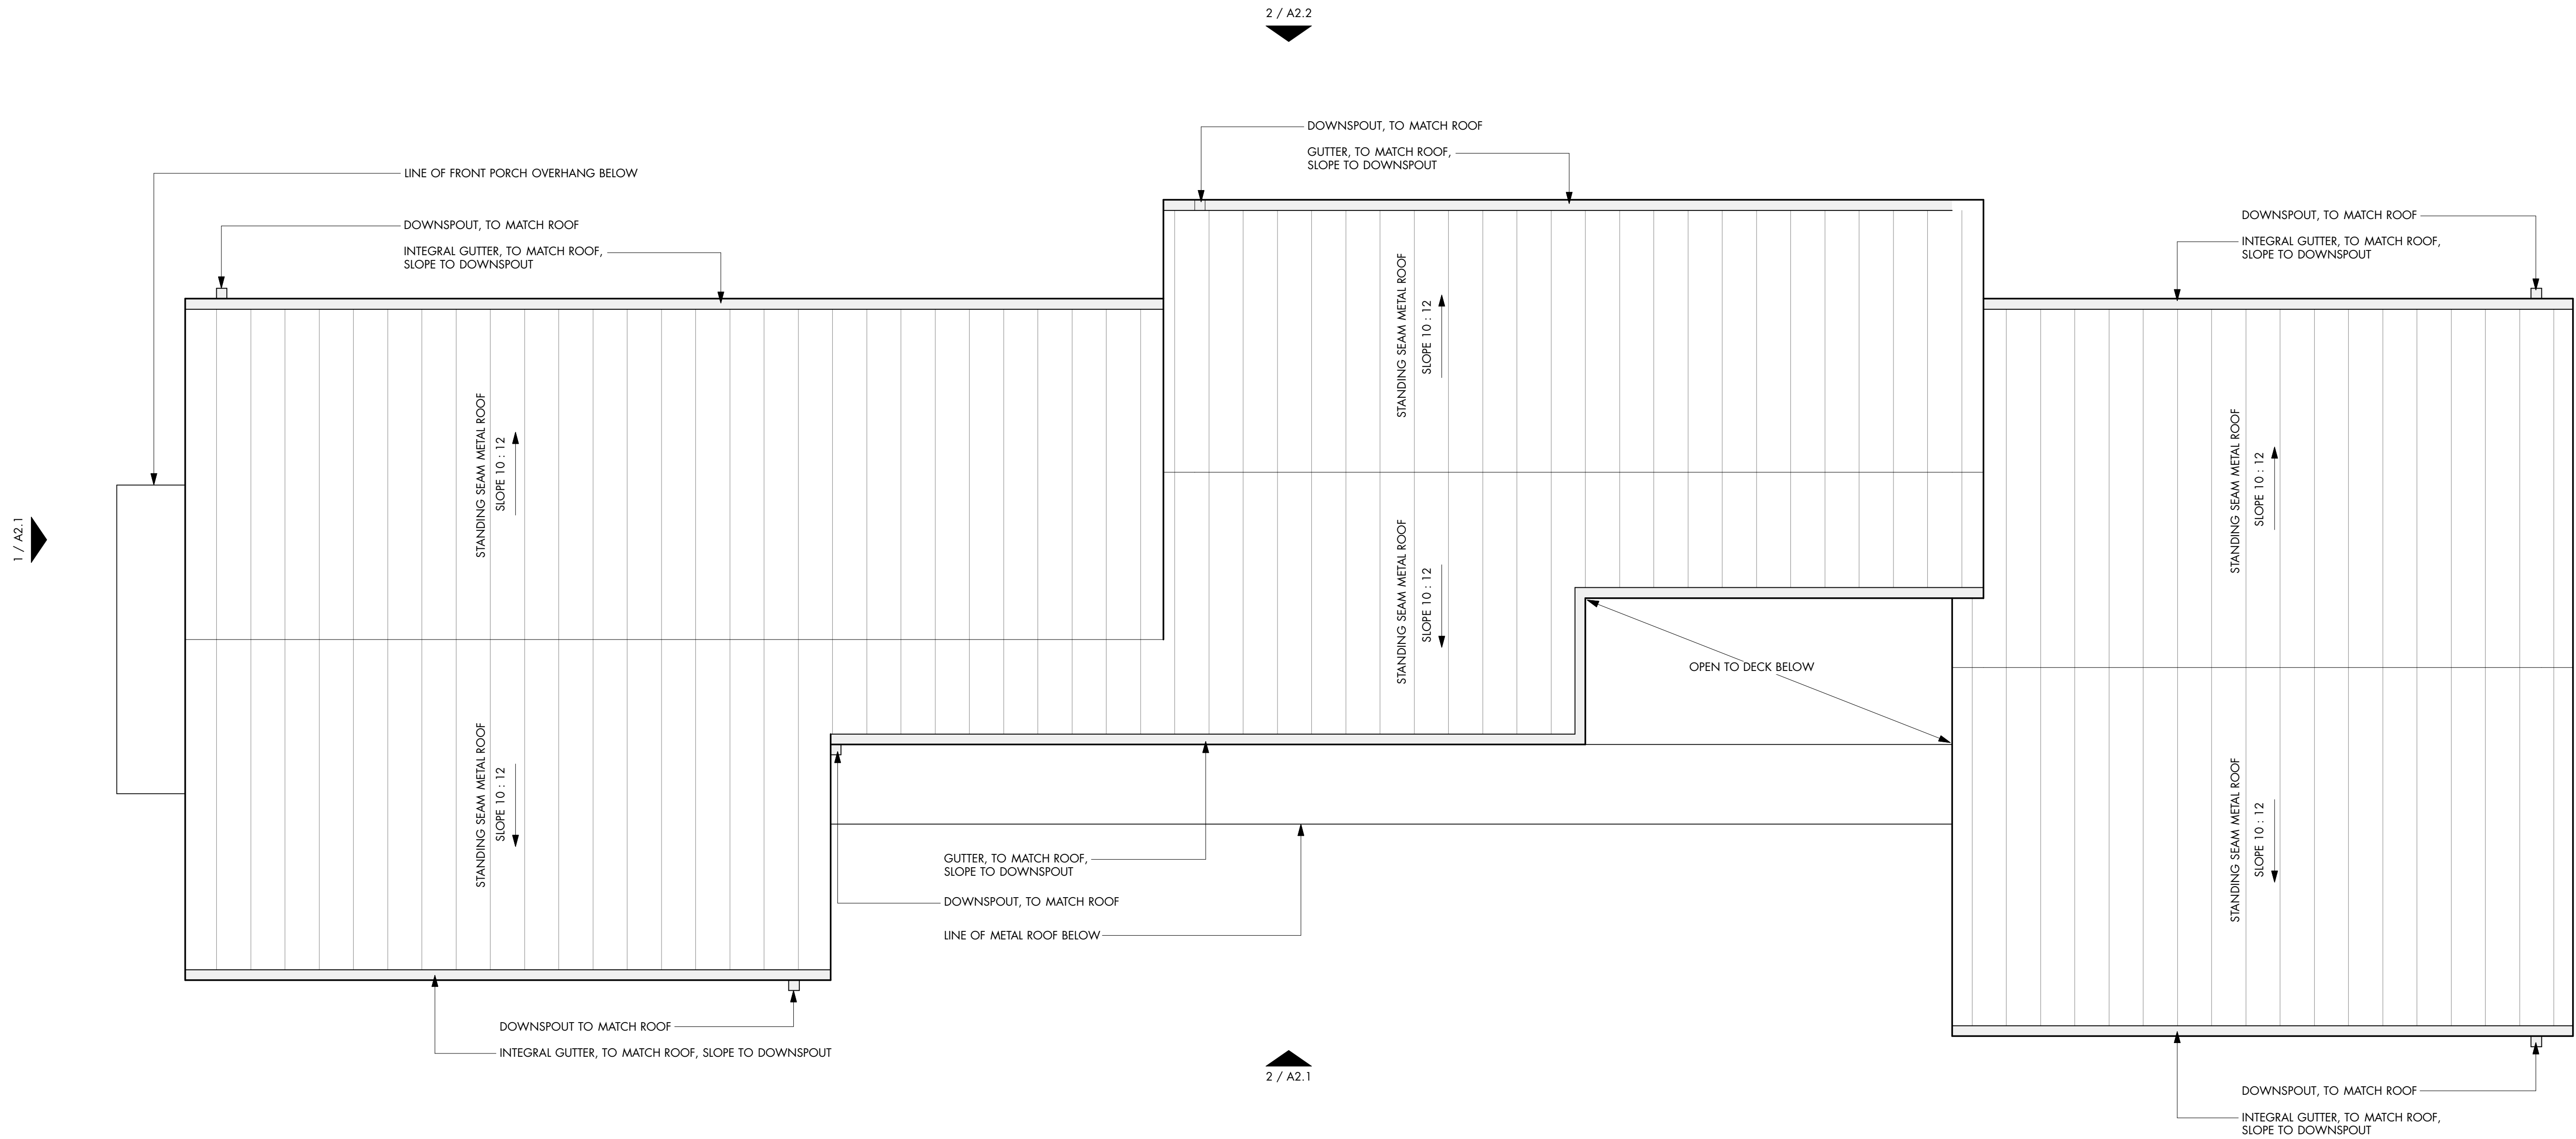 2 / A2.2
DOWNSPOUT, TO MATCH ROOF
GUTTER, TO MATCH ROOF,
SLOPE TO DOWNSPOUT
LINE OF FRONT PORCH OVERHANG BELOW
DOWNSPOUT, TO MATCH ROOF
INTEGRAL GUTTER, TO MATCH ROOF,
SLOPE TO DOWNSPOUT
DOWNSPOUT, TO MATCH ROOF
INTEGRAL GUTTER, TO MATCH ROOF,
SLOPE TO DOWNSPOUT
STANDING SEAM METAL ROOF
SLOPE 10 : 12
STANDING SEAM METAL ROOF
SLOPE 10 : 12
STANDING SEAM METAL ROOF
SLOPE 10 : 12
1 / A2.1
STANDING SEAM METAL ROOF
SLOPE 10 : 12
OPEN TO DECK BELOW
STANDING SEAM METAL ROOF
SLOPE 10 : 12
STANDING SEAM METAL ROOF
SLOPE 10 : 12
GUTTER, TO MATCH ROOF,
SLOPE TO DOWNSPOUT
DOWNSPOUT, TO MATCH ROOF
LINE OF METAL ROOF BELOW
DOWNSPOUT TO MATCH ROOF
INTEGRAL GUTTER, TO MATCH ROOF, SLOPE TO DOWNSPOUT
2 / A2.1
DOWNSPOUT, TO MATCH ROOF
INTEGRAL GUTTER, TO MATCH ROOF,
SLOPE TO DOWNSPOUT